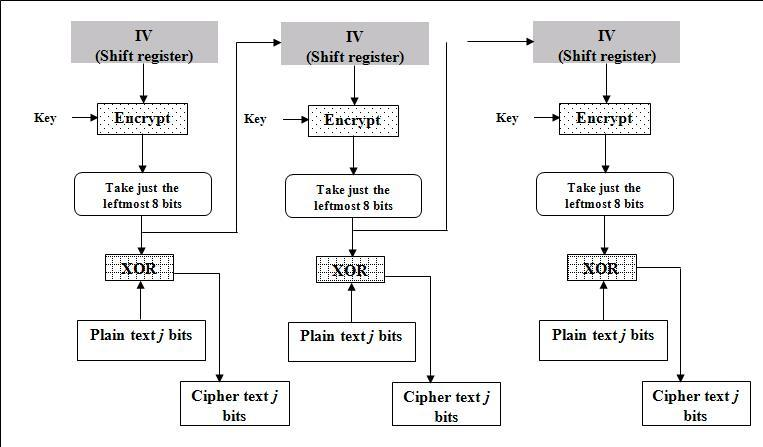 IV
(Shift register)
IV
(Shift register)
IV
(Shift register)
Key
Encrypt
Key
Encrypt
Key
Encrypt
Take just the
leftmost 8 bits
Take just the
leftmost 8 bits
Take just the
leftmost 8 bits
XOR
XOR
XOR
Plain text j bits
Plain text j bits
Plain text j bits
Cipher text j
bits
Cipher text j
bits
Cipher text j
bits